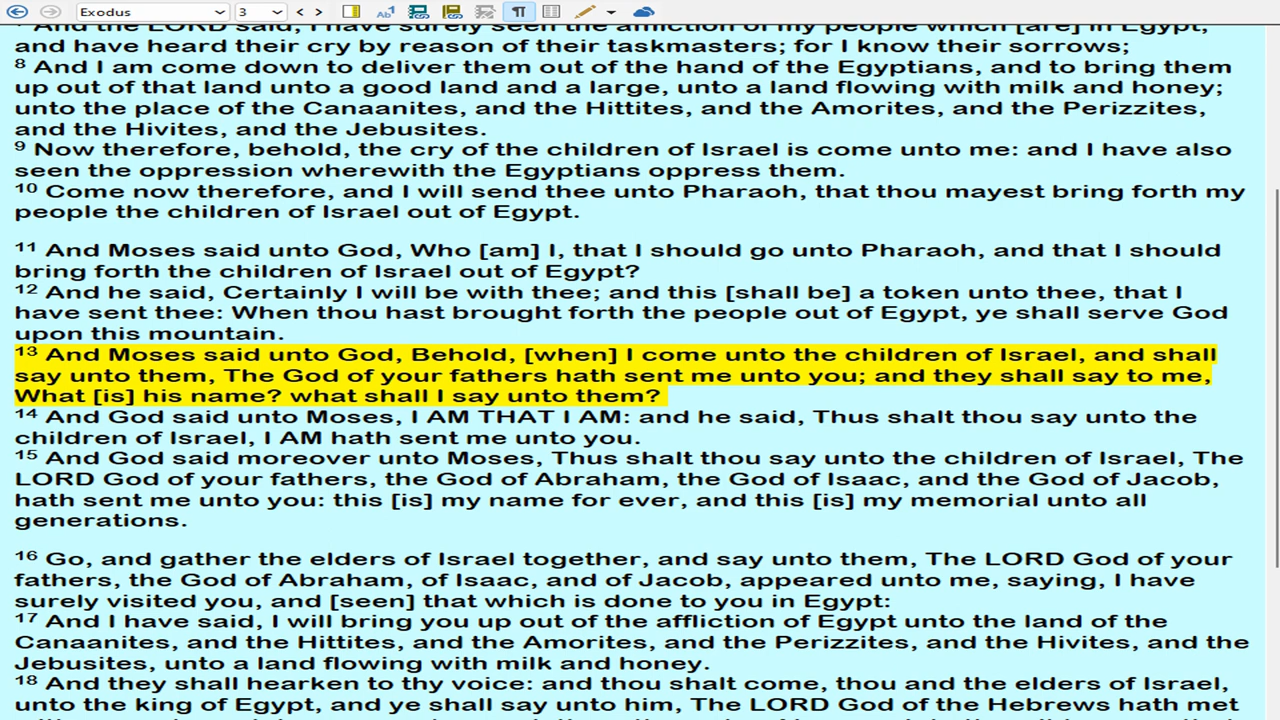 Exodus 3 < >
And the LORD said, I have surely seen the affliction of my people which [are] in Egypt,
and have heard their cry by reason of their taskmasters; for I know their sorrows;
8 And I am come down to deliver them out of the hand of the Egyptians, and to bring them
up out of that land unto a good land and a large, unto a land flowing with milk and honey;
unto the place of the Canaanites, and the Hittites, and the Amorites, and the Perizzites,
and the Hivites, and the Jebusites.
9 Now therefore, behold, the cry of the children of Israel is come unto me: and I have also
seen the oppression wherewith the Egyptians oppress them.
10 Come now therefore, and I will send thee unto Pharaoh, that thou mayest bring forth my
people the children of Israel out of Egypt.
11 And Moses said unto God, Who [am] I, that I should go unto Pharaoh, and that I should
bring forth the children of Israel out of Egypt?
12 And he said, Certainly I will be with thee; and this [shall be] a token unto thee, that I
have sent thee: When thou hast brought forth the people out of Egypt, ye shall serve God
upon this mountain.
13 And Moses said unto God, Behold, [when] I come unto the children of Israel, and shall
say unto them, The God of your fathers hath sent me unto you; and they shall say to me,
What [is] his name? what shall I say unto them?
14 And God said unto Moses, I AM THAT I AM: and he said, Thus shalt thou say unto the
children of Israel, I AM hath sent me unto you.
15 And God said moreover unto Moses, Thus shalt thou say unto the children of Israel, The
LORD God of your fathers, the God of Abraham, the God of Isaac, and the God of Jacob,
hath sent me unto you: this [is] my name for ever, and this [is] my memorial unto all
generations.
16 Go, and gather the elders of Israel together, and say unto them, The LORD God of your
fathers, the God of Abraham, of Isaac, and of Jacob, appeared unto me, saying, I have
surely visited you, and [seen] that which is done to you in Egypt:
17 And I have said, I will bring you up out of the affliction of Egypt unto the land of the
Canaanites, and the Hittites, and the Amorites, and the Perizzites, and the Hivites, and the
Jebusites, unto a land flowing with milk and honey.
18 And they shall hearken to thy voice: and thou shalt come, thou and the elders of Israel,
unto the king of Egypt, and ye shall say unto him, The LORD God of the Hebrews hath met